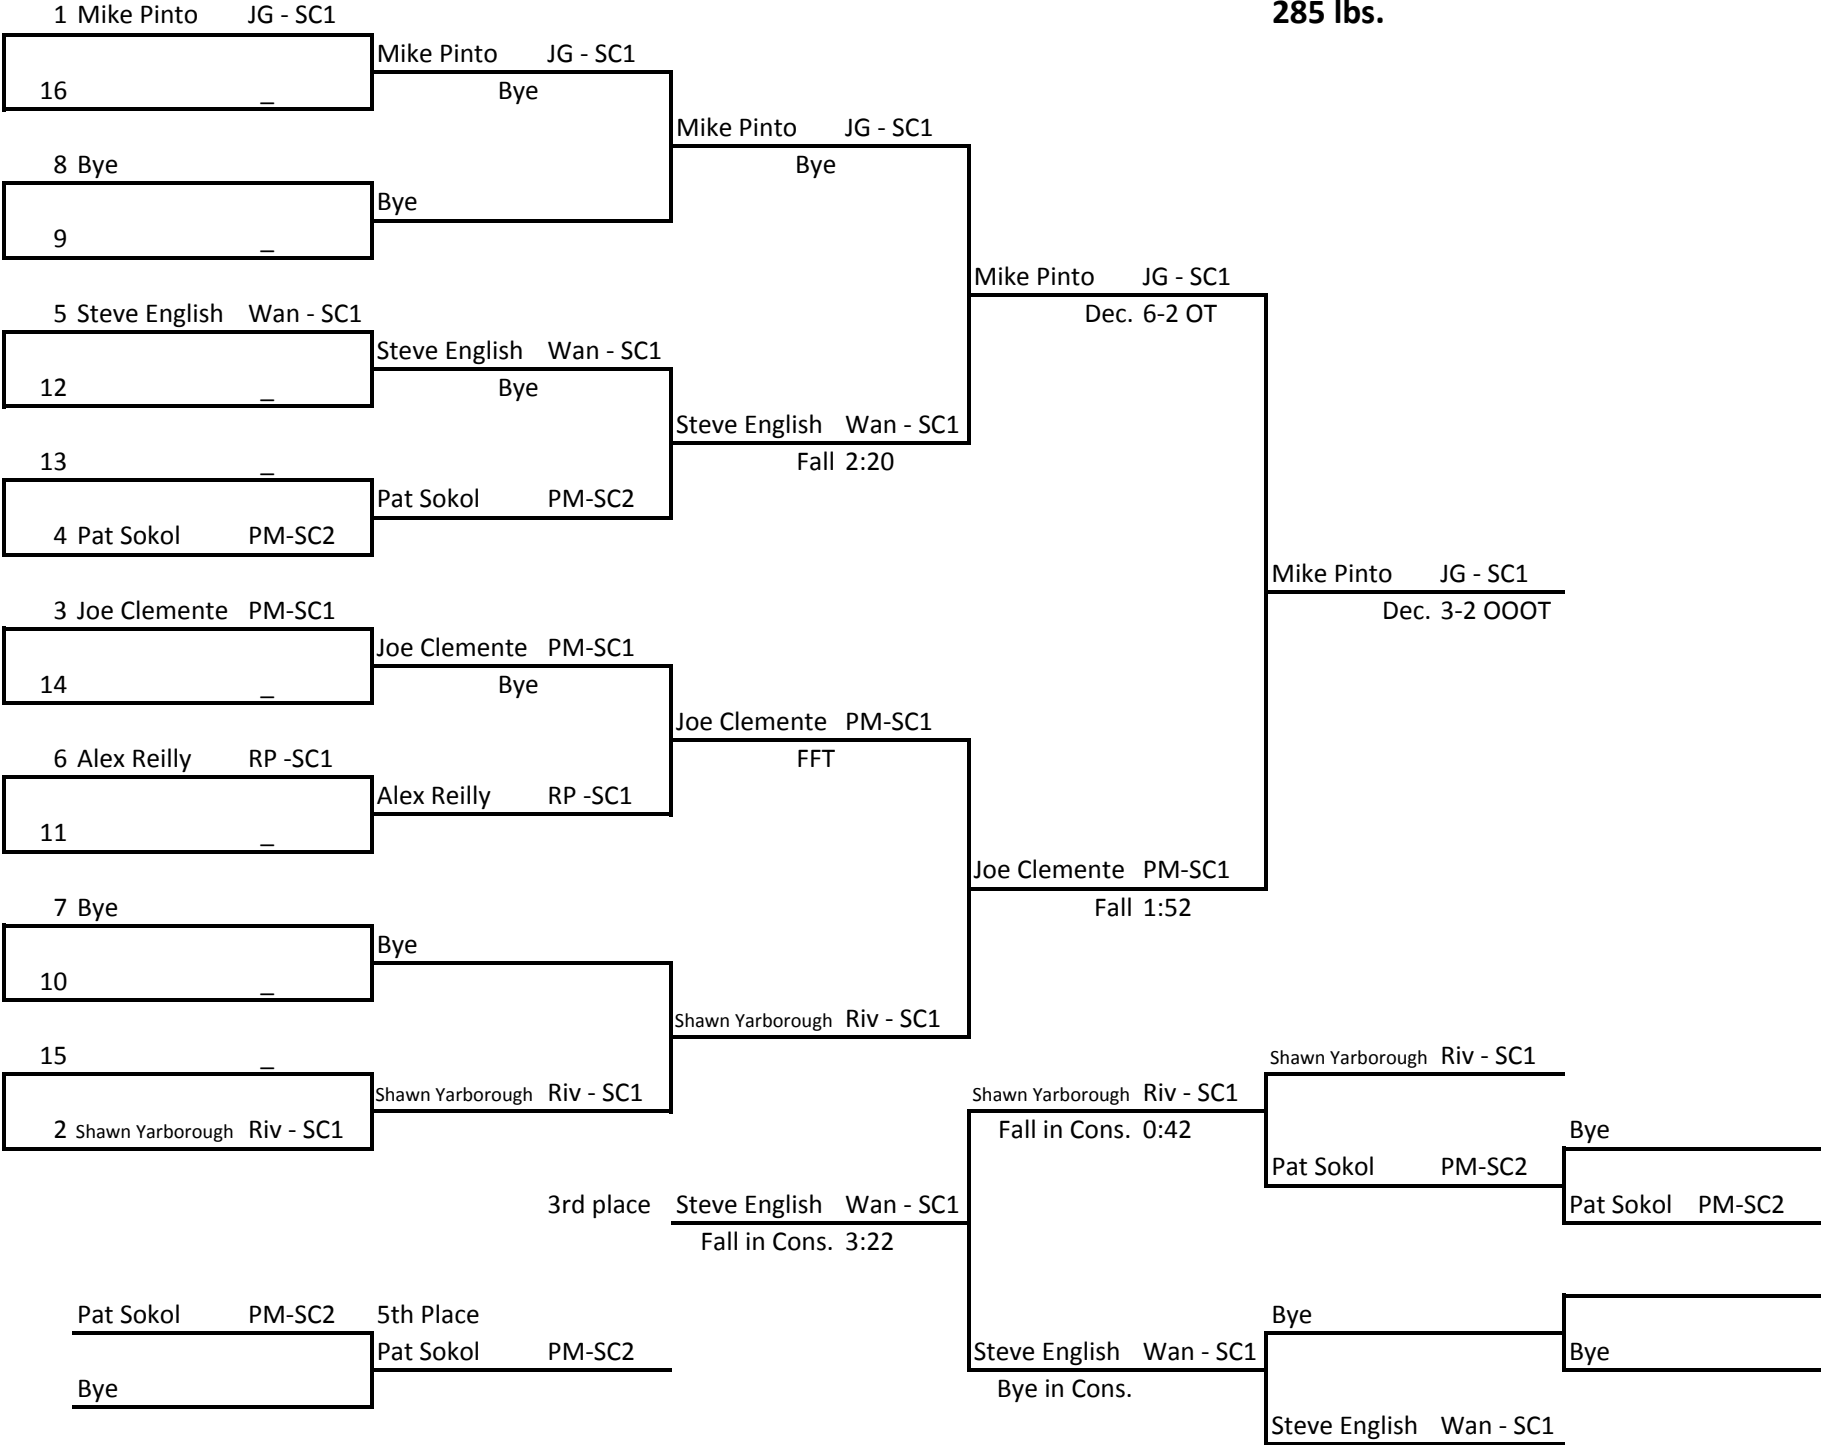 1 Mike Pinto JG - SC1 285 lbs.
Mike Pinto JG - SC1
16 _ Bye
Mike Pinto JG - SC1
8 Bye Bye
Bye
9 _
Mike Pinto JG - SC1
5 Steve English Wan - SC1 Dec. 6-2 OT
Steve English Wan - SC1
12 _ Bye
Steve English Wan - SC1
13 _ Fall 2:20
Pat Sokol PM-SC2
4 Pat Sokol PM-SC2
Mike Pinto JG - SC1
3 Joe Clemente PM-SC1 Dec. 3-2 OOOT
Joe Clemente PM-SC1
14 _ Bye
Joe Clemente PM-SC1
6 Alex Reilly RP -SC1 FFT
Alex Reilly RP -SC1
11 _
Joe Clemente PM-SC1
7 Bye Fall 1:52
Bye
10 _
Shawn Yarborough Riv - SC1
15 _ Shawn Yarborough Riv - SC1
Shawn Yarborough Riv - SC1 Shawn Yarborough Riv - SC1
2 Shawn Yarborough Riv - SC1 Fall in Cons. 0:42 Bye
Pat Sokol PM-SC2
3rd place Steve English Wan - SC1 Pat Sokol PM-SC2
Fall in Cons. 3:22
Pat Sokol PM-SC2 5th Place Bye
Pat Sokol PM-SC2 Steve English Wan - SC1 Bye
Bye Bye in Cons.
Steve English Wan - SC1